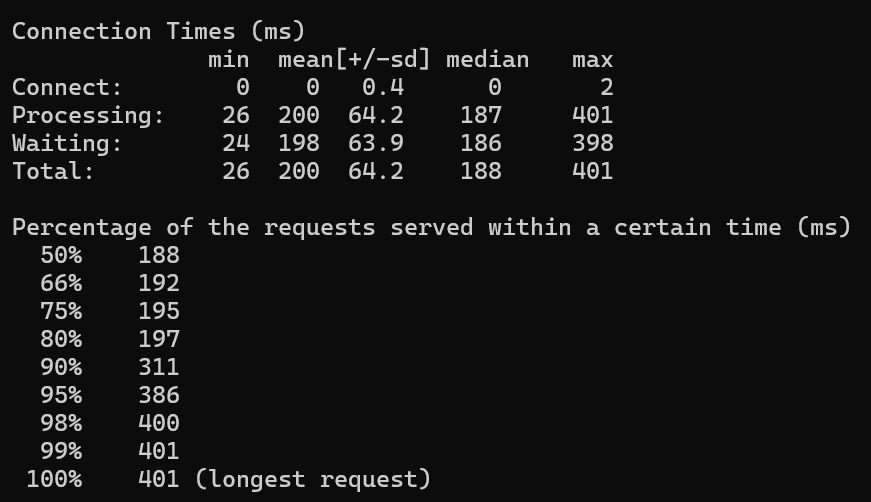 Connection Times (ms)
              min  mean[+/-sd] median   max
Connect:        0    0   0.4      0       2
Processing:    26  200  64.2    187     401
Waiting:       24  198  63.9    186     398
Total:         26  200  64.2    188     401

Percentage of the requests served within a certain time (ms)
  50%    188
  66%    192
  75%    195
  80%    197
  90%    311
  95%    386
  98%    400
  99%    401
 100%    401 (longest request)